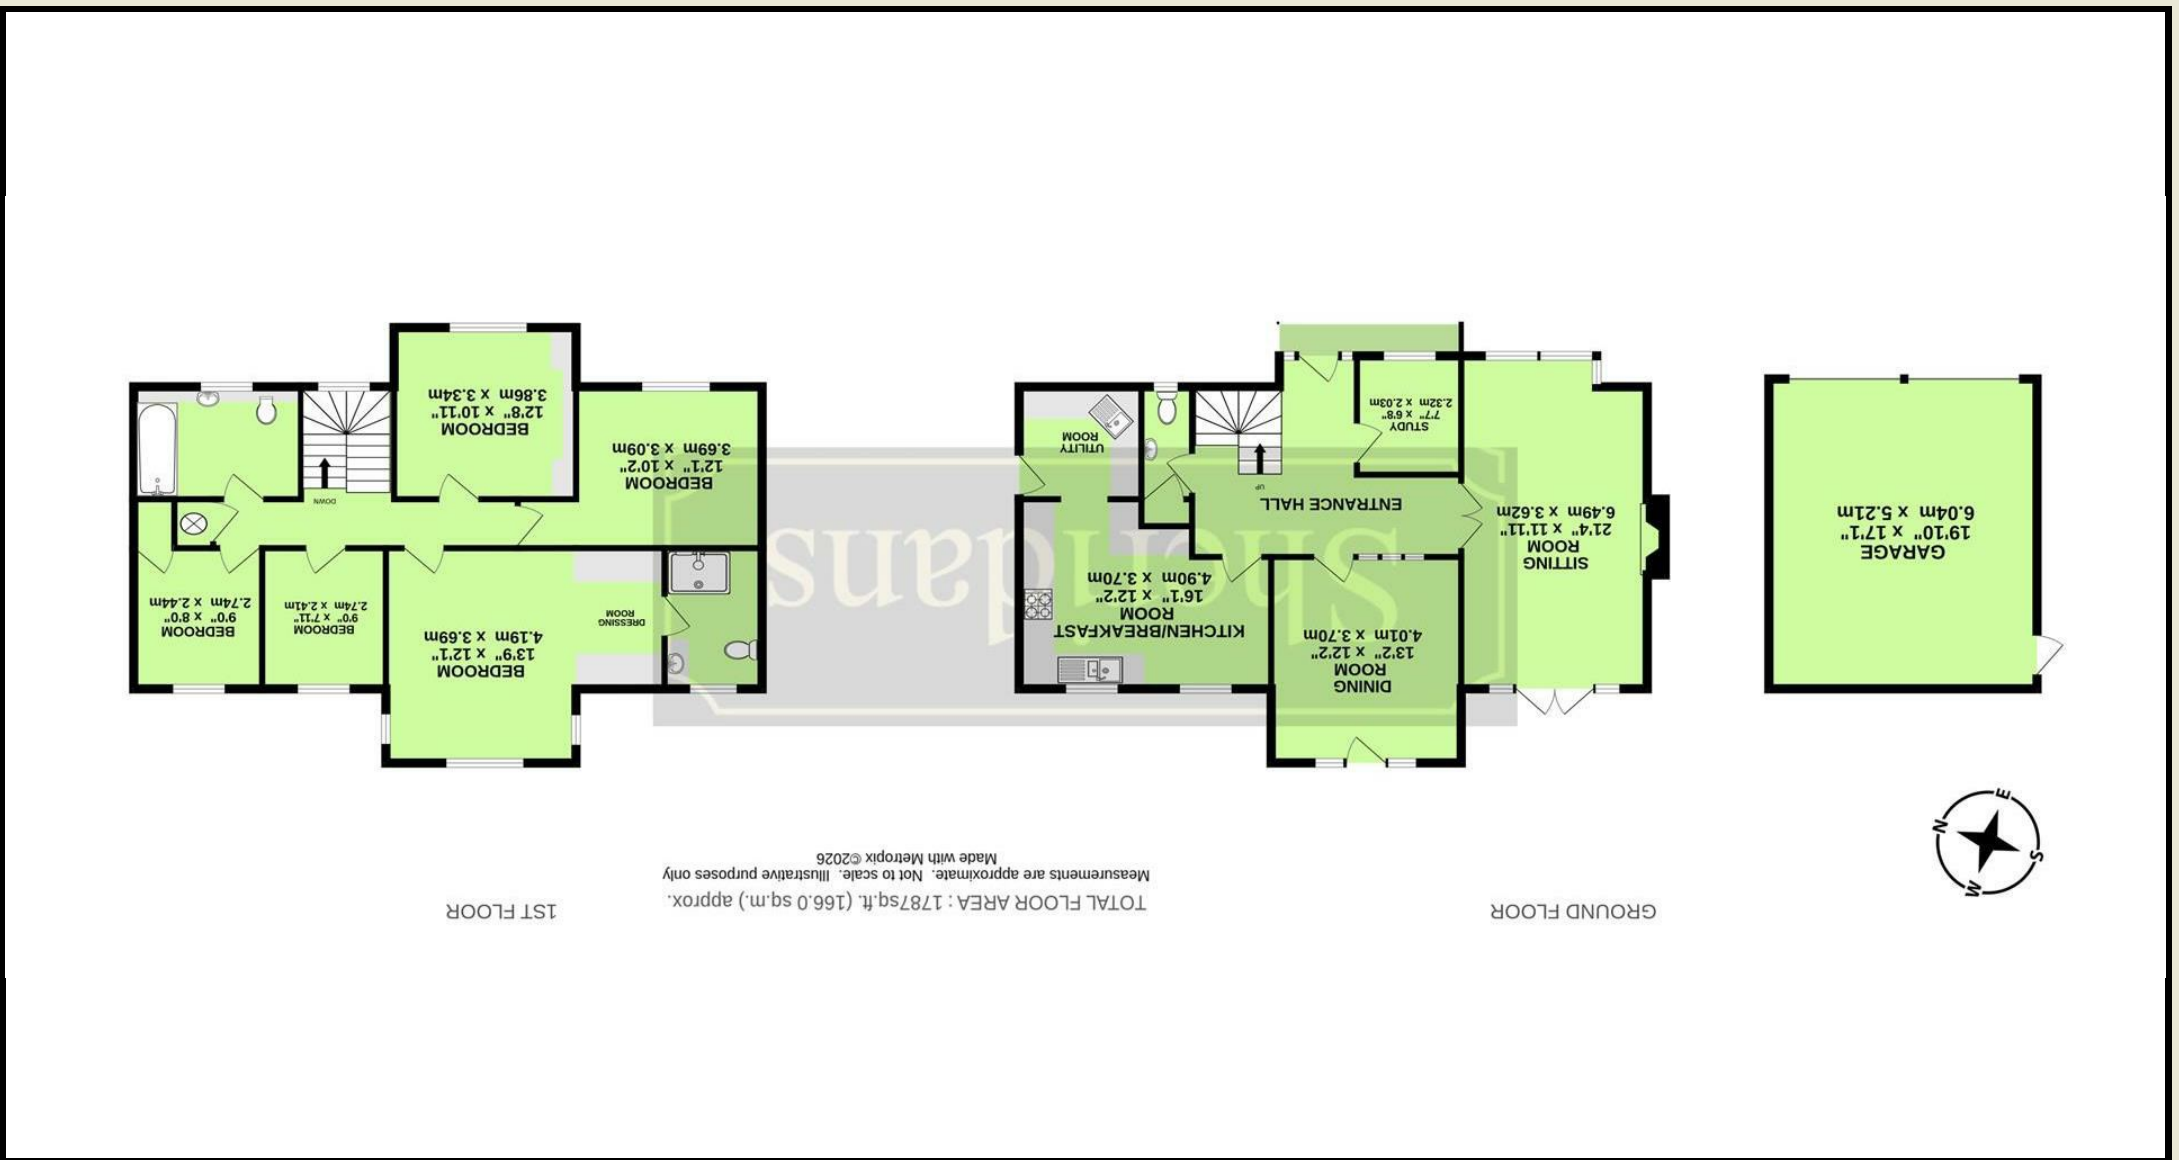 GROUND FLOOR
1ST FLOOR
TOTAL FLOOR AREA : 1787sq.ft. (166.0 sq.m.) approx.
Measurements are approximate. Not to scale. Illustrative purposes only
Made with Metropix ©2026
N
E
S
W
GARAGE
19'10" x 17'1"
6.04m x 5.21m
SITTING
ROOM
21'4" x 11'11"
6.49m x 3.62m
DINING
ROOM
13'2" x 12'2"
4.01m x 3.70m
KITCHEN/BREAKFAST
ROOM
16'1" x 12'2"
4.90m x 3.70m
ENTRANCE HALL
UP
STUDY
7'7" x 6'8"
2.32m x 2.03m
UTILITY
ROOM
BEDROOM
13'9" x 12'1"
4.19m x 3.69m
DRESSING
ROOM
BEDROOM
9'0" x 7'11"
2.74m x 2.41m
BEDROOM
9'0" x 8'0"
2.74m x 2.44m
BEDROOM
12'1" x 10'2"
3.69m x 3.09m
BEDROOM
12'8" x 10'11"
3.86m x 3.34m
DOWN
Sherldans